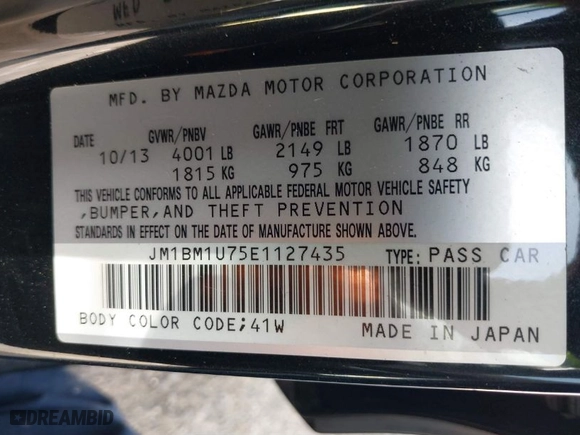 MFD. BY MAZDA MOTOR CORPORATION
DATE GVWR/PNBV GAWR/PNBE FRT GAWR/PNBE RR
10/13 4001 LB 2149 LB 1870 LB
1815 KG 975 KG 848 KG
THIS VEHICLE CONFORMS TO ALL APPLICABLE FEDERAL MOTOR VEHICLE SAFETY
,BUMPER,AND THEFT PREVENTION
STANDARDS IN EFFECT ON THE DATE OF MANUFACTURE SHOWN ABOVE.
JM1BM1U75E1127435 TYPE: PASS CAR
BODY COLOR CODE;41W MADE IN JAPAN
DREAMBID